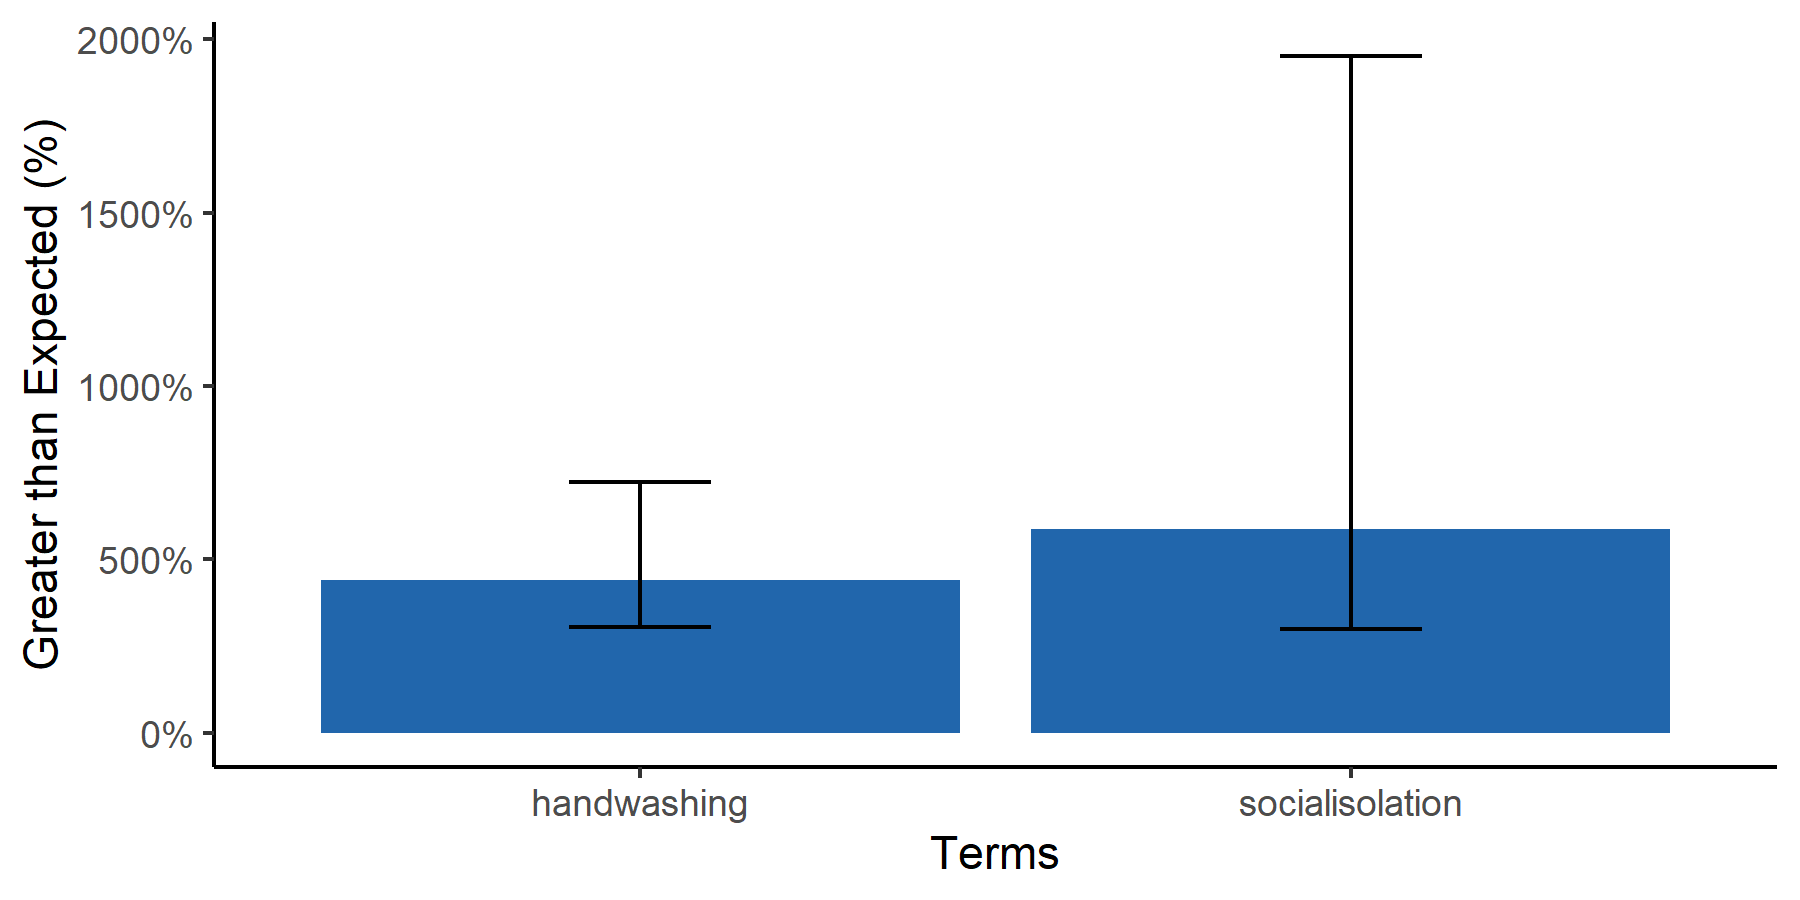 Greater than Expected (%)
2000%
1500%
1000%
500%
0%
handwashing
socialisolation
Terms